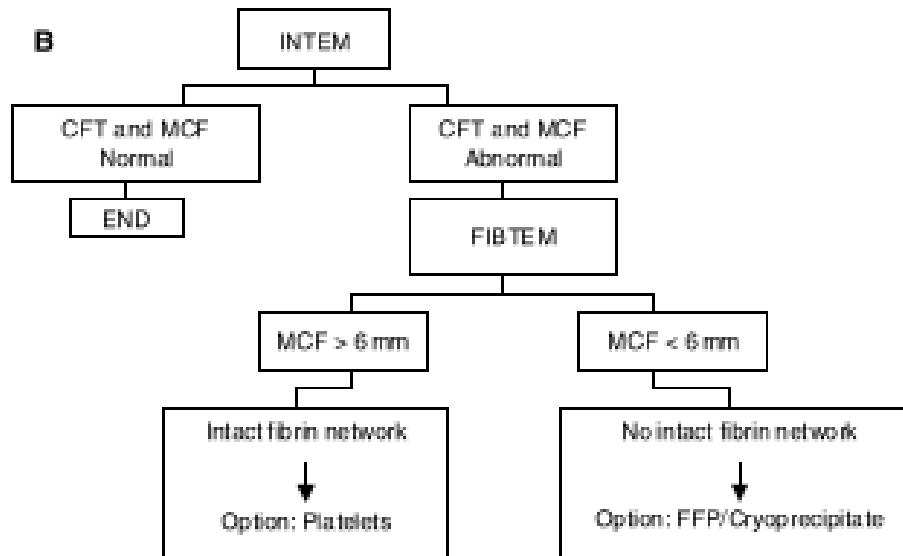 B
INTEM
CFT and MCF
Normal
CFT and MCF
Abnormal
END
FIBTEM
MCF > 6 mm
MCF < 6 mm
Intact fibrin network
Option: Platelets
No intact fibrin network
Option: FFP/Cryoprecipitate